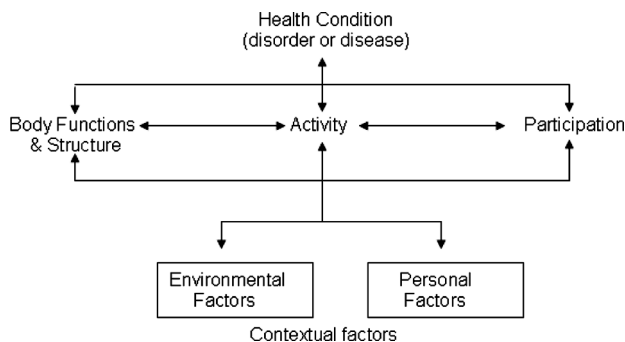 Health Condition
(disorder or disease)
Body Functions
& Structure
Activity
Participation
Environmental
Factors
Personal
Factors
Contextual factors